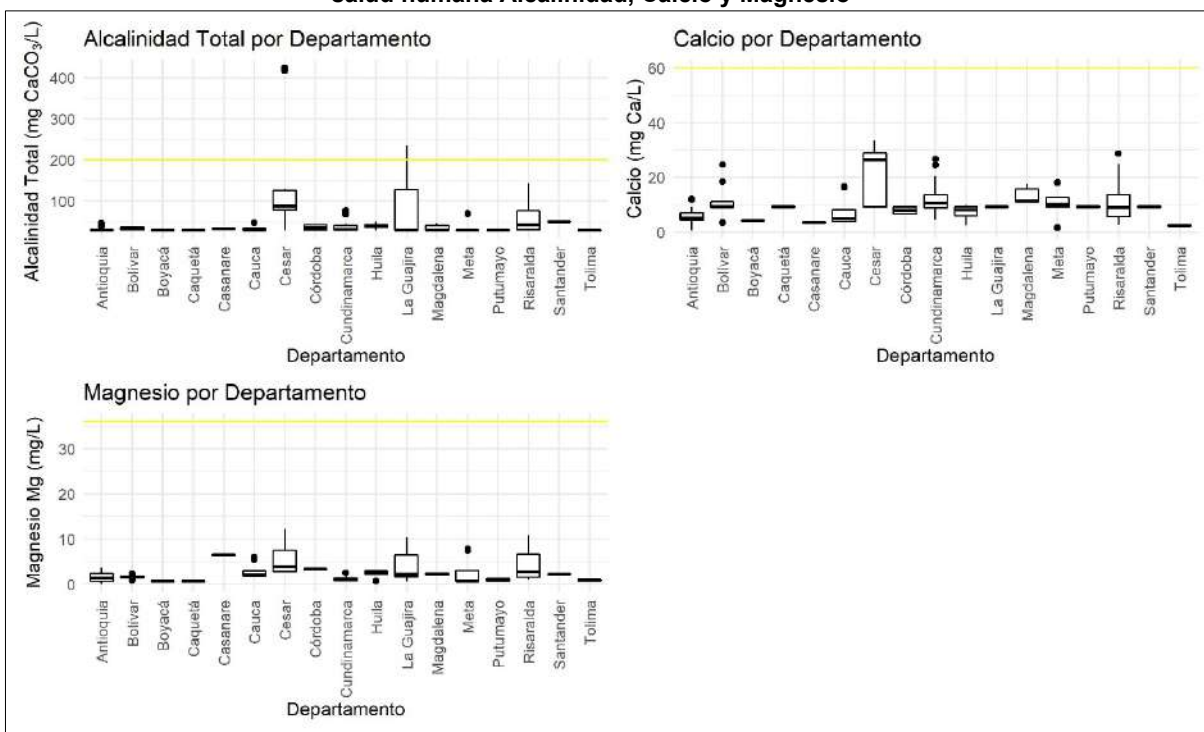 salud humana Alcalinidad, Calcio y Magnesio
Alcalinidad Total por Departamento
Alcalinidad Total (mg CaCO₃/L)
400
300
200
100
Antioquia
Bolívar
Boyacá
Caquetá
Casanare
Cauca
Cesar
Córdoba
Cundinamarca
Huila
La Guajira
Magdalena
Meta
Putumayo
Risaralda
Santander
Tolima
Departamento
Calcio por Departamento
Calcio (mg Ca/L)
60
40
20
0
Antioquia
Bolívar
Boyacá
Caquetá
Casanare
Cauca
Cesar
Córdoba
Cundinamarca
Huila
La Guajira
Magdalena
Meta
Putumayo
Risaralda
Santander
Tolima
Departamento
Magnesio por Departamento
Magnesio Mg (mg/L)
30
20
10
0
Antioquia
Bolívar
Boyacá
Caquetá
Casanare
Cauca
Cesar
Córdoba
Cundinamarca
Huila
La Guajira
Magdalena
Meta
Putumayo
Risaralda
Santander
Tolima
Departamento